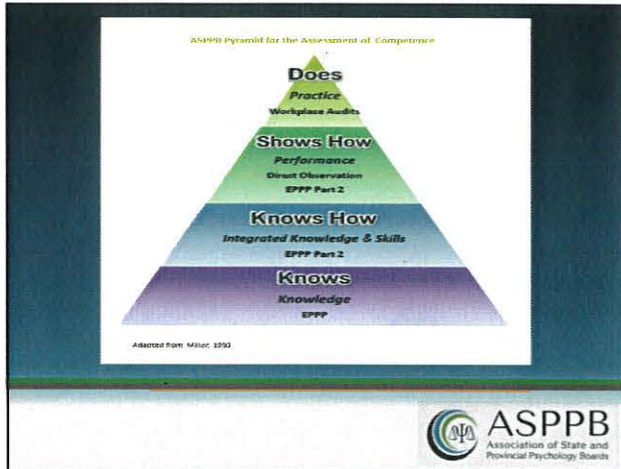 ASPPB Pyramid for the Assessment of Competence
Does
Practice
Workplace Audits
Shows How
Performance
Direct Observation
EPPP Part 2
Knows How
Integrated Knowledge & Skills
EPPP Part 2
Knows
Knowledge
EPPP
Adapted from Miller, 1990
ASPPB
Association of State and
Provincial Psychology Boards